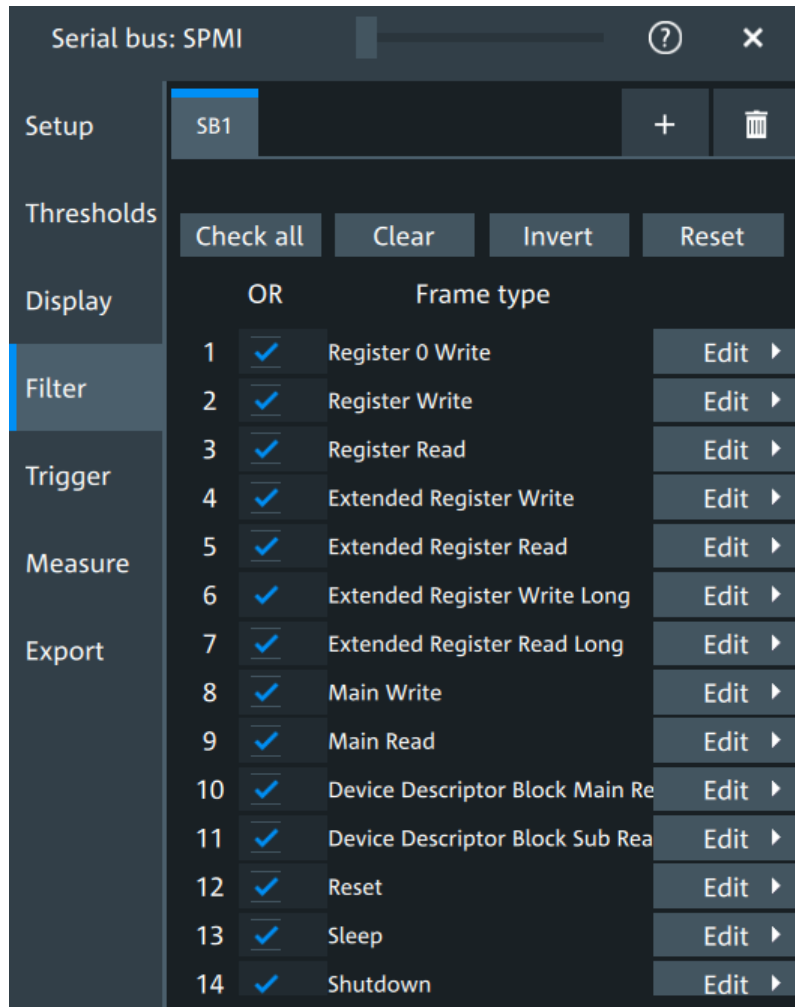 Serial bus: SPMI
?
Setup
SB1
+
Thresholds
Check all Clear Invert Reset
Display
OR Frame type
1 Register 0 Write Edit
Filter
2 Register Write Edit
3 Register Read Edit
Trigger
4 Extended Register Write Edit
5 Extended Register Read Edit
Measure
6 Extended Register Write Long Edit
7 Extended Register Read Long Edit
Export
8 Main Write Edit
9 Main Read Edit
10 Device Descriptor Block Main Re Edit
11 Device Descriptor Block Sub Rea Edit
12 Reset Edit
13 Sleep Edit
14 Shutdown Edit